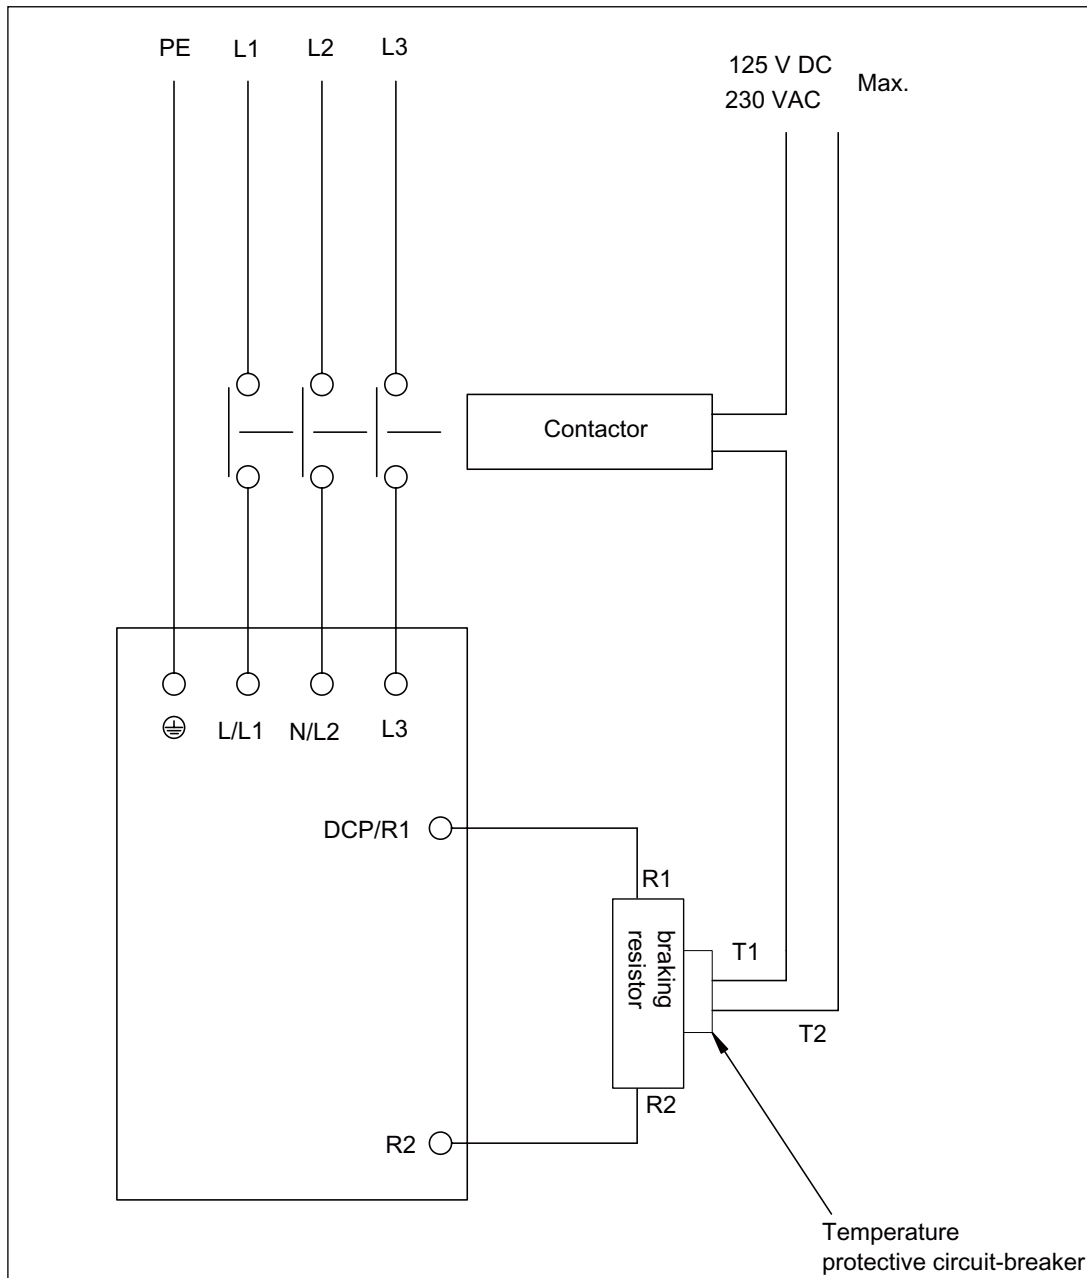 PE
L1
L2
L3
125 V DC
230 VAC
Max.
Contactor
L/L1
N/L2
L3
DCP/R1
R1
braking
resistor
T1
T2
R2
R2
Temperature
protective circuit-breaker